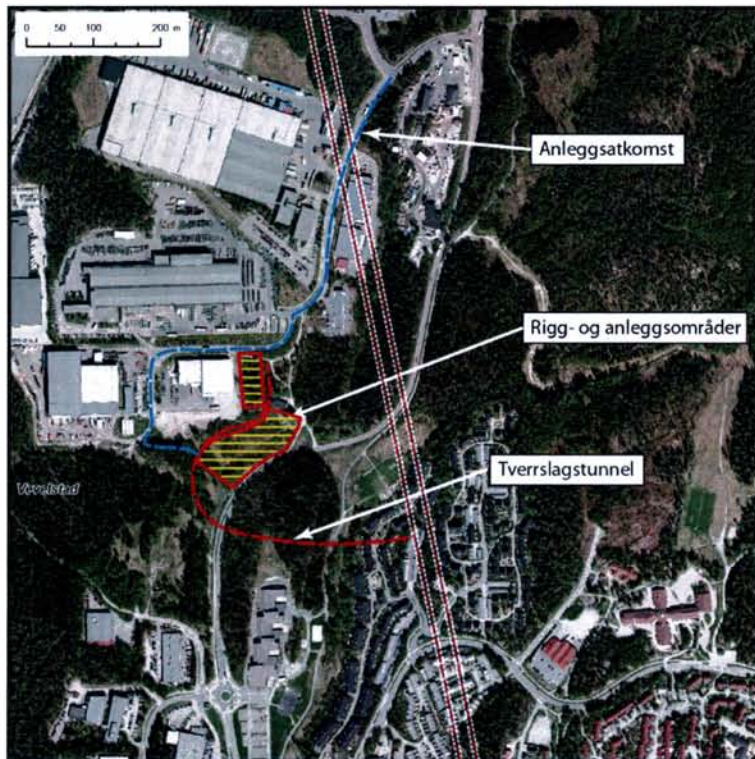 0 50 100 200 m
Anleggsatkomst
Rigg- og anleggsområder
Tverrslagstunnel
Vevelstad